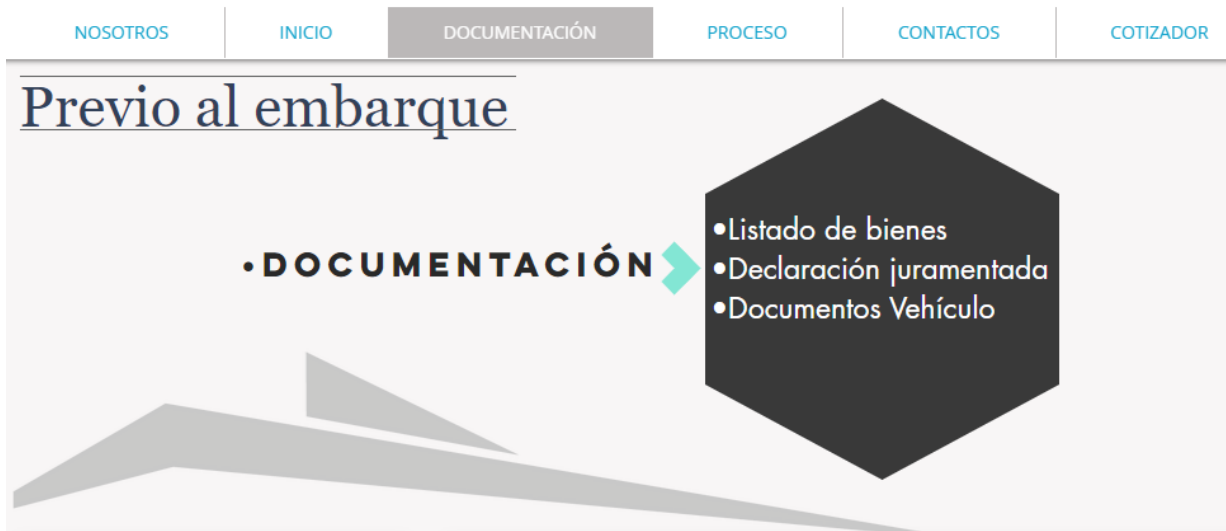 NOSOTROS INICIO DOCUMENTACIÓN PROCESO CONTACTOS COTIZADOR
Previo al embarque
•DOCUMENTACIÓN
•Listado de bienes
•Declaración juramentada
•Documentos Vehículo